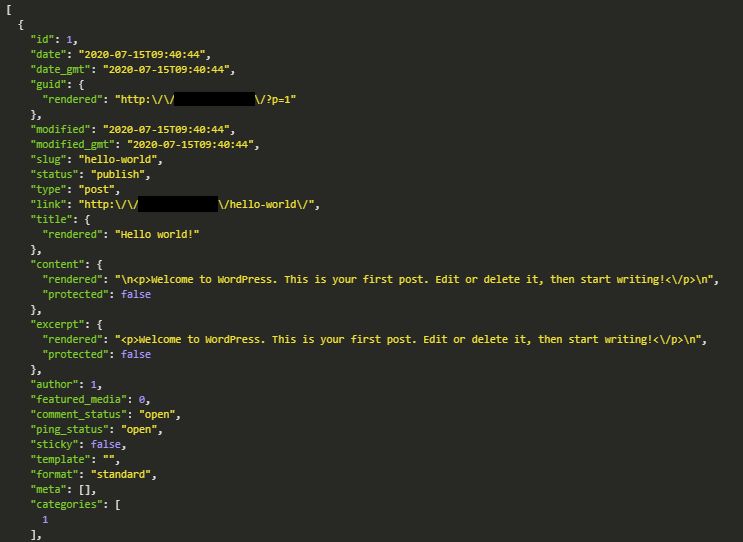 [
{
"id": 1,
"date": "2020-07-15T09:40:44",
"date_gmt": "2020-07-15T09:40:44",
"guid": {
"rendered": "http:\/\/ \/?p=1"
},
"modified": "2020-07-15T09:40:44",
"modified_gmt": "2020-07-15T09:40:44",
"slug": "hello-world",
"status": "publish",
"type": "post",
"link": "http:\/\/ \/hello-world\/",
"title": {
"rendered": "Hello world!"
},
"content": {
"rendered": "\n<p>Welcome to WordPress. This is your first post. Edit or delete it, then start writing!<\/p>\n",
"protected": false
},
"excerpt": {
"rendered": "<p>Welcome to WordPress. This is your first post. Edit or delete it, then start writing!<\/p>\n",
"protected": false
},
"author": 1,
"featured_media": 0,
"comment_status": "open",
"ping_status": "open",
"sticky": false,
"template": "",
"format": "standard",
"meta": [],
"categories": [
1
],